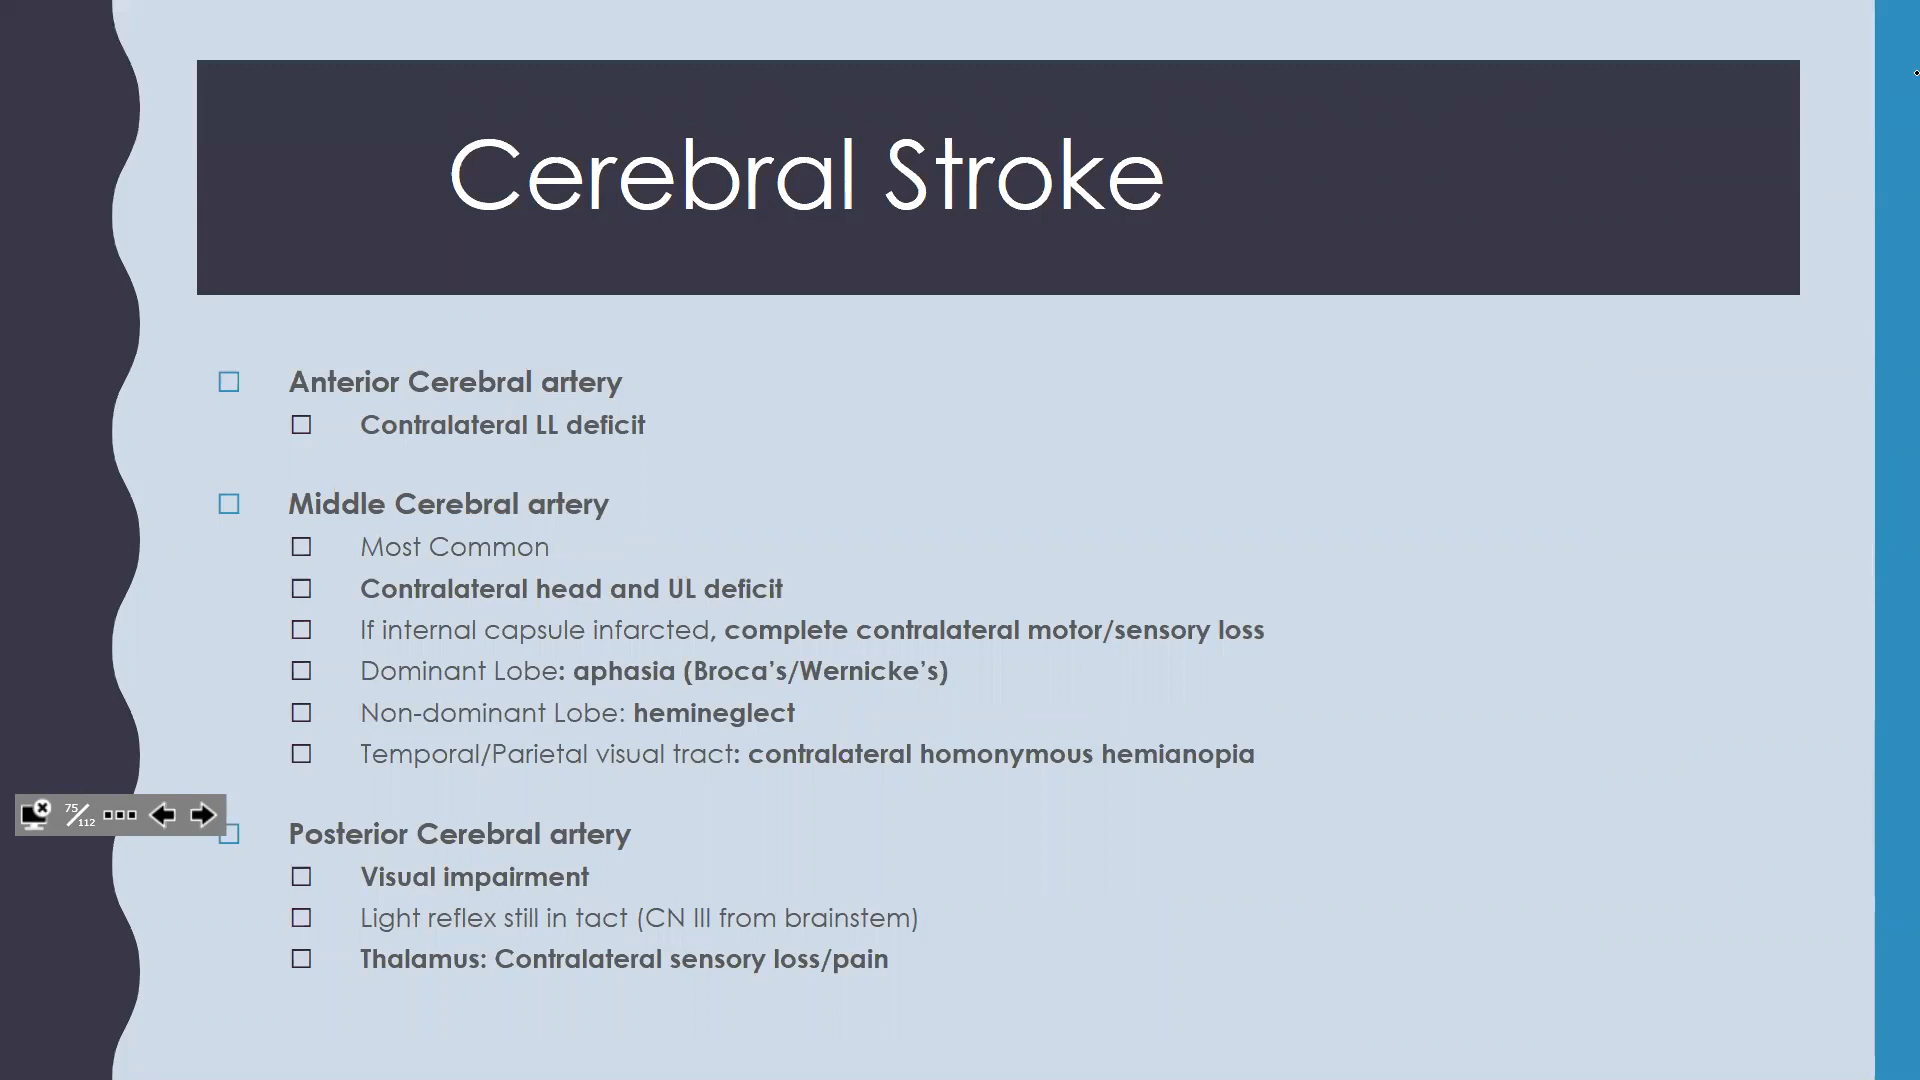 Cerebral Stroke
Anterior Cerebral artery
Contralateral LL deficit
Middle Cerebral artery
Most Common
Contralateral head and UL deficit
If internal capsule infarcted, complete contralateral motor/sensory loss
Dominant Lobe: aphasia (Broca’s/Wernicke’s)
Non-dominant Lobe: hemineglect
Temporal/Parietal visual tract: contralateral homonymous hemianopia
75/112
Posterior Cerebral artery
Visual impairment
Light reflex still in tact (CN III from brainstem)
Thalamus: Contralateral sensory loss/pain